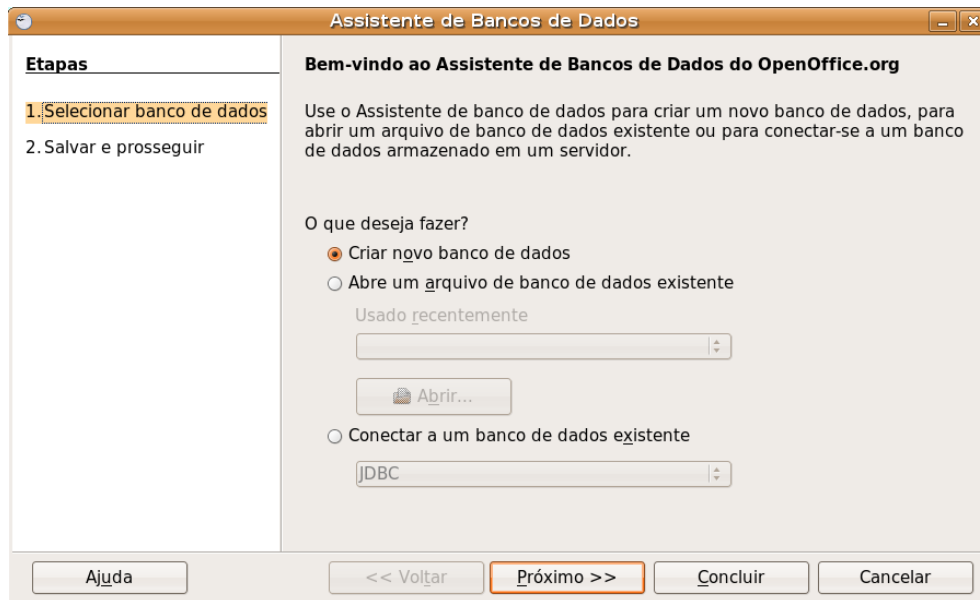 Assistente de Bancos de Dados
Etapas
1. Selecionar banco de dados
2. Salvar e prosseguir
Bem-vindo ao Assistente de Bancos de Dados do OpenOffice.org
Use o Assistente de banco de dados para criar um novo banco de dados, para
abrir um arquivo de banco de dados existente ou para conectar-se a um banco
de dados armazenado em um servidor.
O que deseja fazer?
Criar novo banco de dados
Abre um arquivo de banco de dados existente
Usado recentemente
Abrir...
Conectar a um banco de dados existente
JDBC
Ajuda
<< Voltar
Próximo >>
Concluir
Cancelar